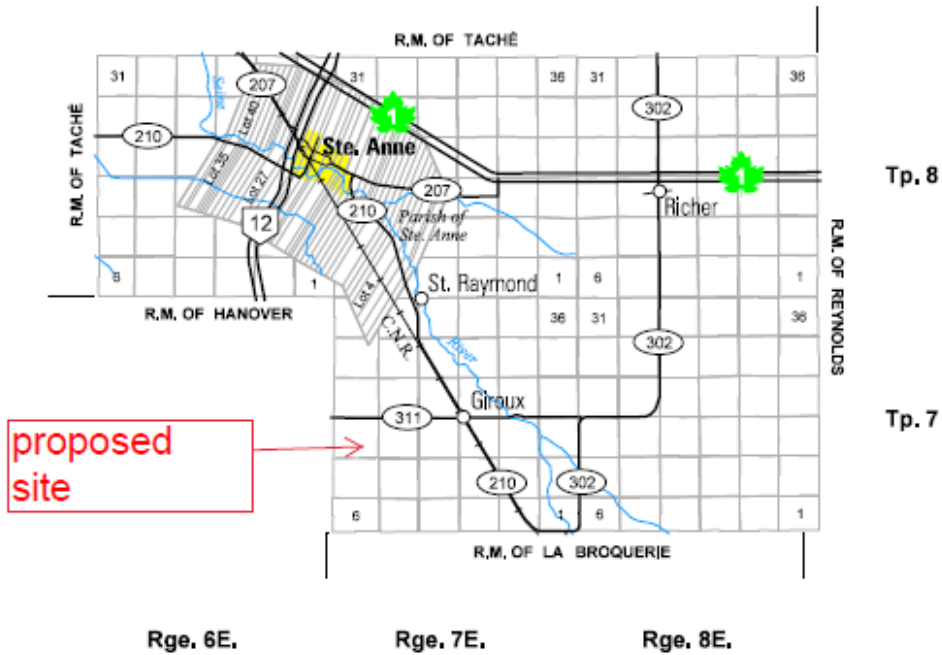 R.M. OF TACHÉ
31
207
31
36
31
36
302
Seine
Lot 40
1
210
Ste. Anne
R.M. OF TACHÉ
Lot 35
Lot 27
207
1
Tp. 8
210
Parish of
Ste. Anne
Richer
12
R.M. OF REYNOLDS
6
1
Lot 4
St. Raymond
1
6
1
R.M. OF HANOVER
36
31
36
C.N.R.
River
302
Giroux
311
Tp. 7
proposed
site
210
302
6
1
6
1
R.M. OF LA BROQUERIE
Rge. 6E.
Rge. 7E.
Rge. 8E.